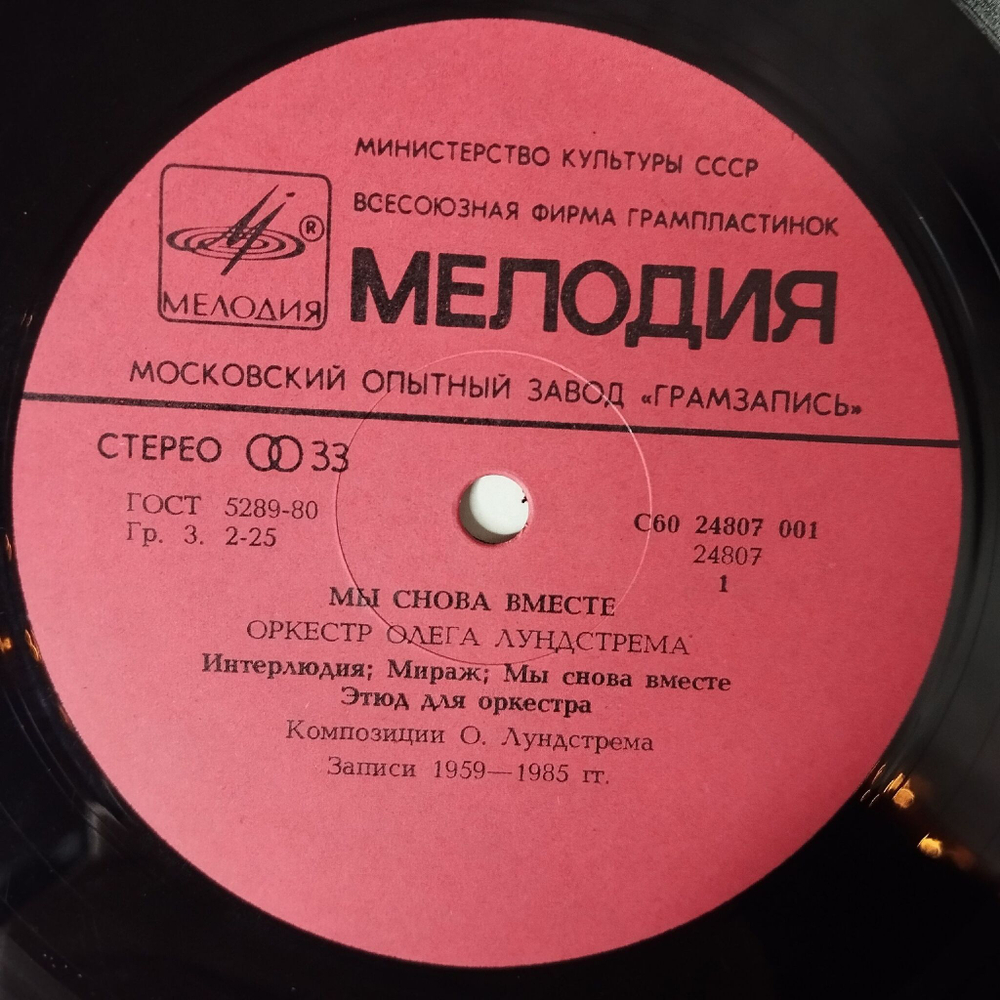 МИНИСТЕРСТВО КУЛЬТУРЫ СССР
ВСЕСОЮЗНАЯ ФИРМА ГРАМПЛАСТИНОК
МЕЛОДИЯ
®
МЕЛОДИЯ
МОСКОВСКИЙ ОПЫТНЫЙ ЗАВОД «ГРАМЗАПИСЬ»
СТЕРЕО 33
ГОСТ 5289-80
Гр. 3. 2-25
С60 24807 001
24807
1
МЫ СНОВА ВМЕСТЕ
ОРКЕСТР ОЛЕГА ЛУНДСТРЕМА
Интерлюдия; Мираж; Мы снова вместе
Этюд для оркестра
Композиции О. Лундстрема
Записи 1959—1985 гг.